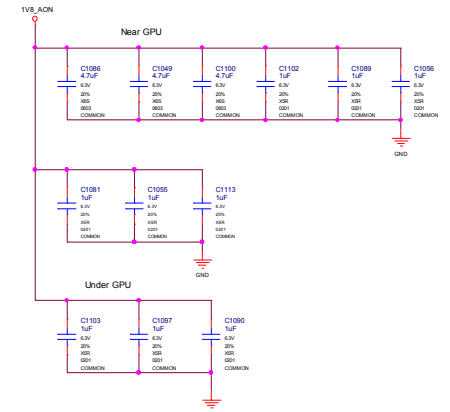 1V8_AON
Near GPU
C1086 C1049 C1100 C1102 C1089 C1056
4.7uF 4.7uF 4.7uF 1uF 1uF 1uF
6.3V 6.3V 6.3V 6.3V 6.3V 6.3V
20% 20% 20% 20% 20% 20%
X6S X6S X6S X5R X5R X5R
0603 0603 0603 0201 0201 0201
COMMON COMMON COMMON COMMON COMMON COMMON
GND
C1081 C1055 C1113
1uF 1uF 1uF
6.3V 6.3V 6.3V
20% 20% 20%
X5R X5R X5R
0201 0201 0201
COMMON COMMON COMMON
GND
Under GPU
C1103 C1097 C1090
1uF 1uF 1uF
6.3V 6.3V 6.3V
20% 20% 20%
X5R X5R X5R
0201 0201 0201
COMMON COMMON COMMON